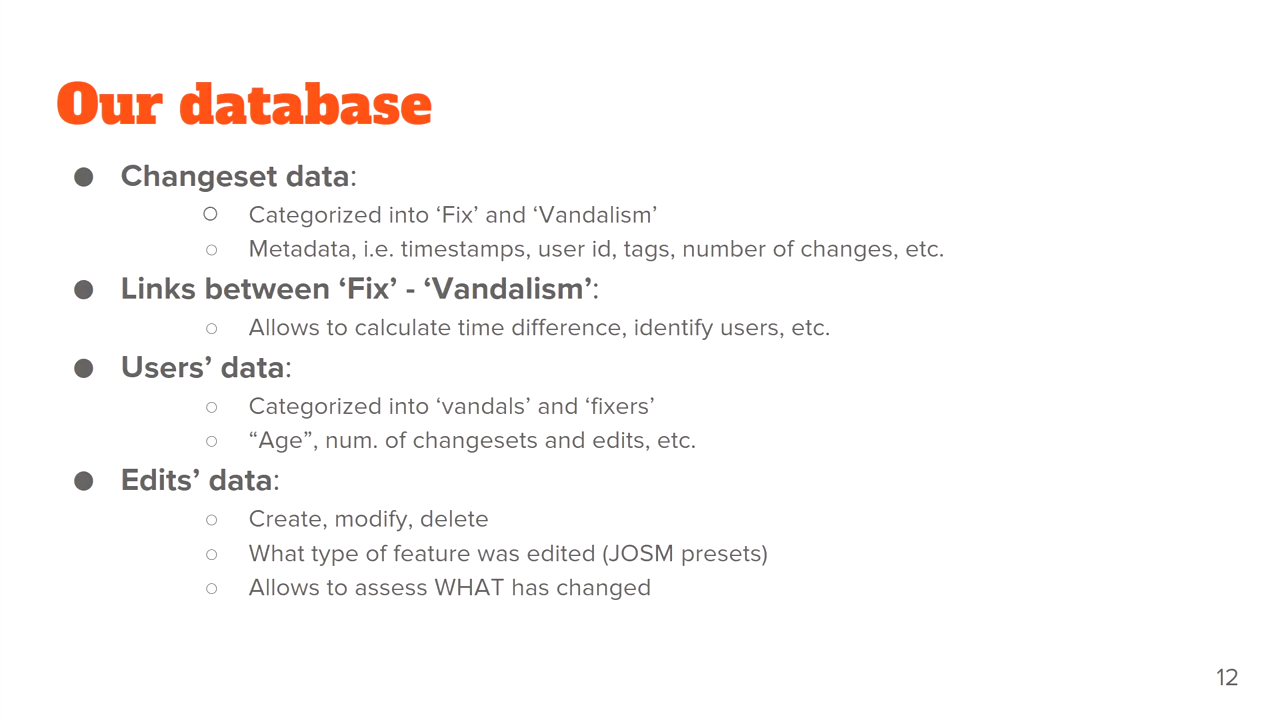 Our database
● Changeset data:
○ Categorized into ‘Fix’ and ‘Vandalism’
○ Metadata, i.e. timestamps, user id, tags, number of changes, etc.
● Links between ‘Fix’ - ‘Vandalism’:
○ Allows to calculate time difference, identify users, etc.
● Users’ data:
○ Categorized into ‘vandals’ and ‘fixers’
○ “Age”, num. of changesets and edits, etc.
● Edits’ data:
○ Create, modify, delete
○ What type of feature was edited (JOSM presets)
○ Allows to assess WHAT has changed
12